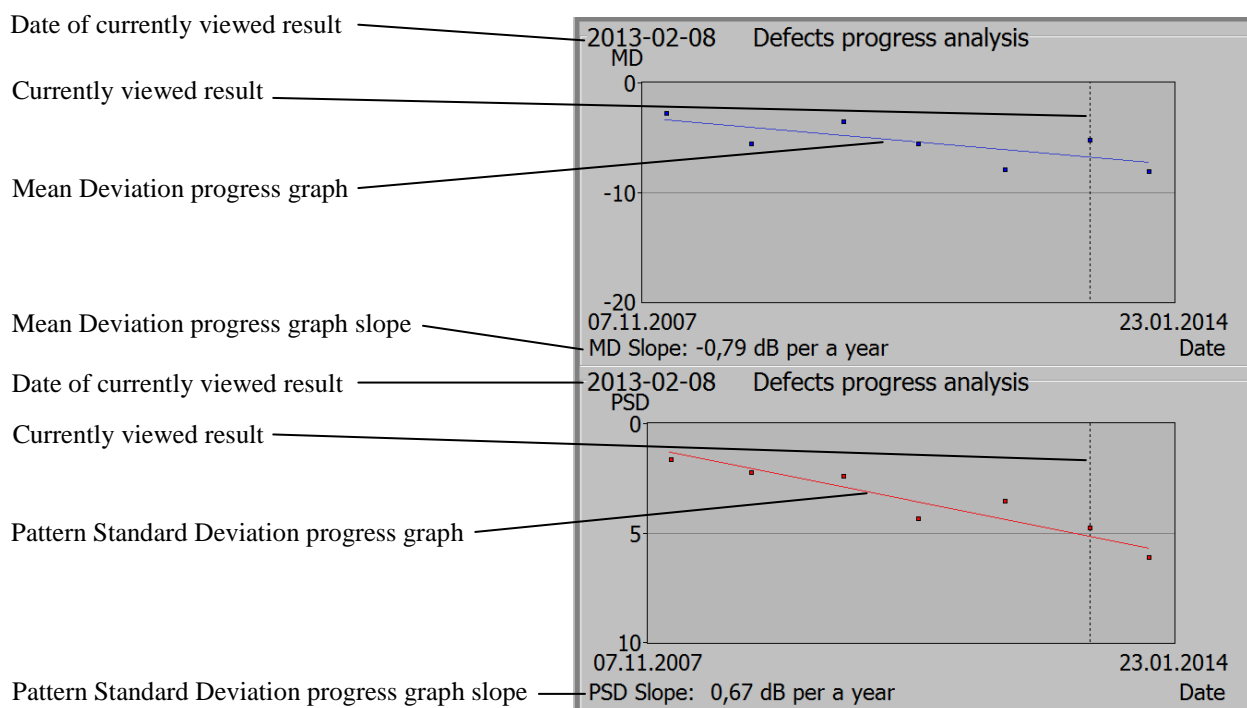 Date of currently viewed result
2013-02-08 Defects progress analysis
MD
0
Currently viewed result
Mean Deviation progress graph
-10
-20
07.11.2007 23.01.2014
Mean Deviation progress graph slope
MD Slope: -0,79 dB per a year Date
Date of currently viewed result
2013-02-08 Defects progress analysis
PSD
0
Currently viewed result
Pattern Standard Deviation progress graph
5
10
07.11.2007 23.01.2014
Pattern Standard Deviation progress graph slope
PSD Slope: 0,67 dB per a year Date